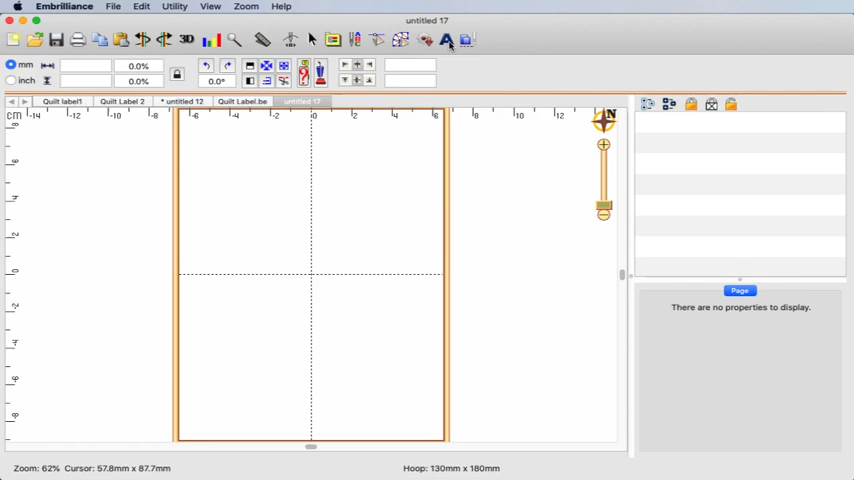 Embrilliance File Edit Utility View Zoom Help
untitled 17
3D A
mm 0.0%
inch 0.0% 0.0°
Quilt label1 Quilt Label 2 * untitled 12 Quilt Label.be untitled 17
CM -14 -12 -10 -8 -6 -4 -2 0 2 4 6 8 10 12 14
N
Page
There are no properties to display.
Zoom: 62% Cursor: 57.8mm x 87.7mm Hoop: 130mm x 180mm